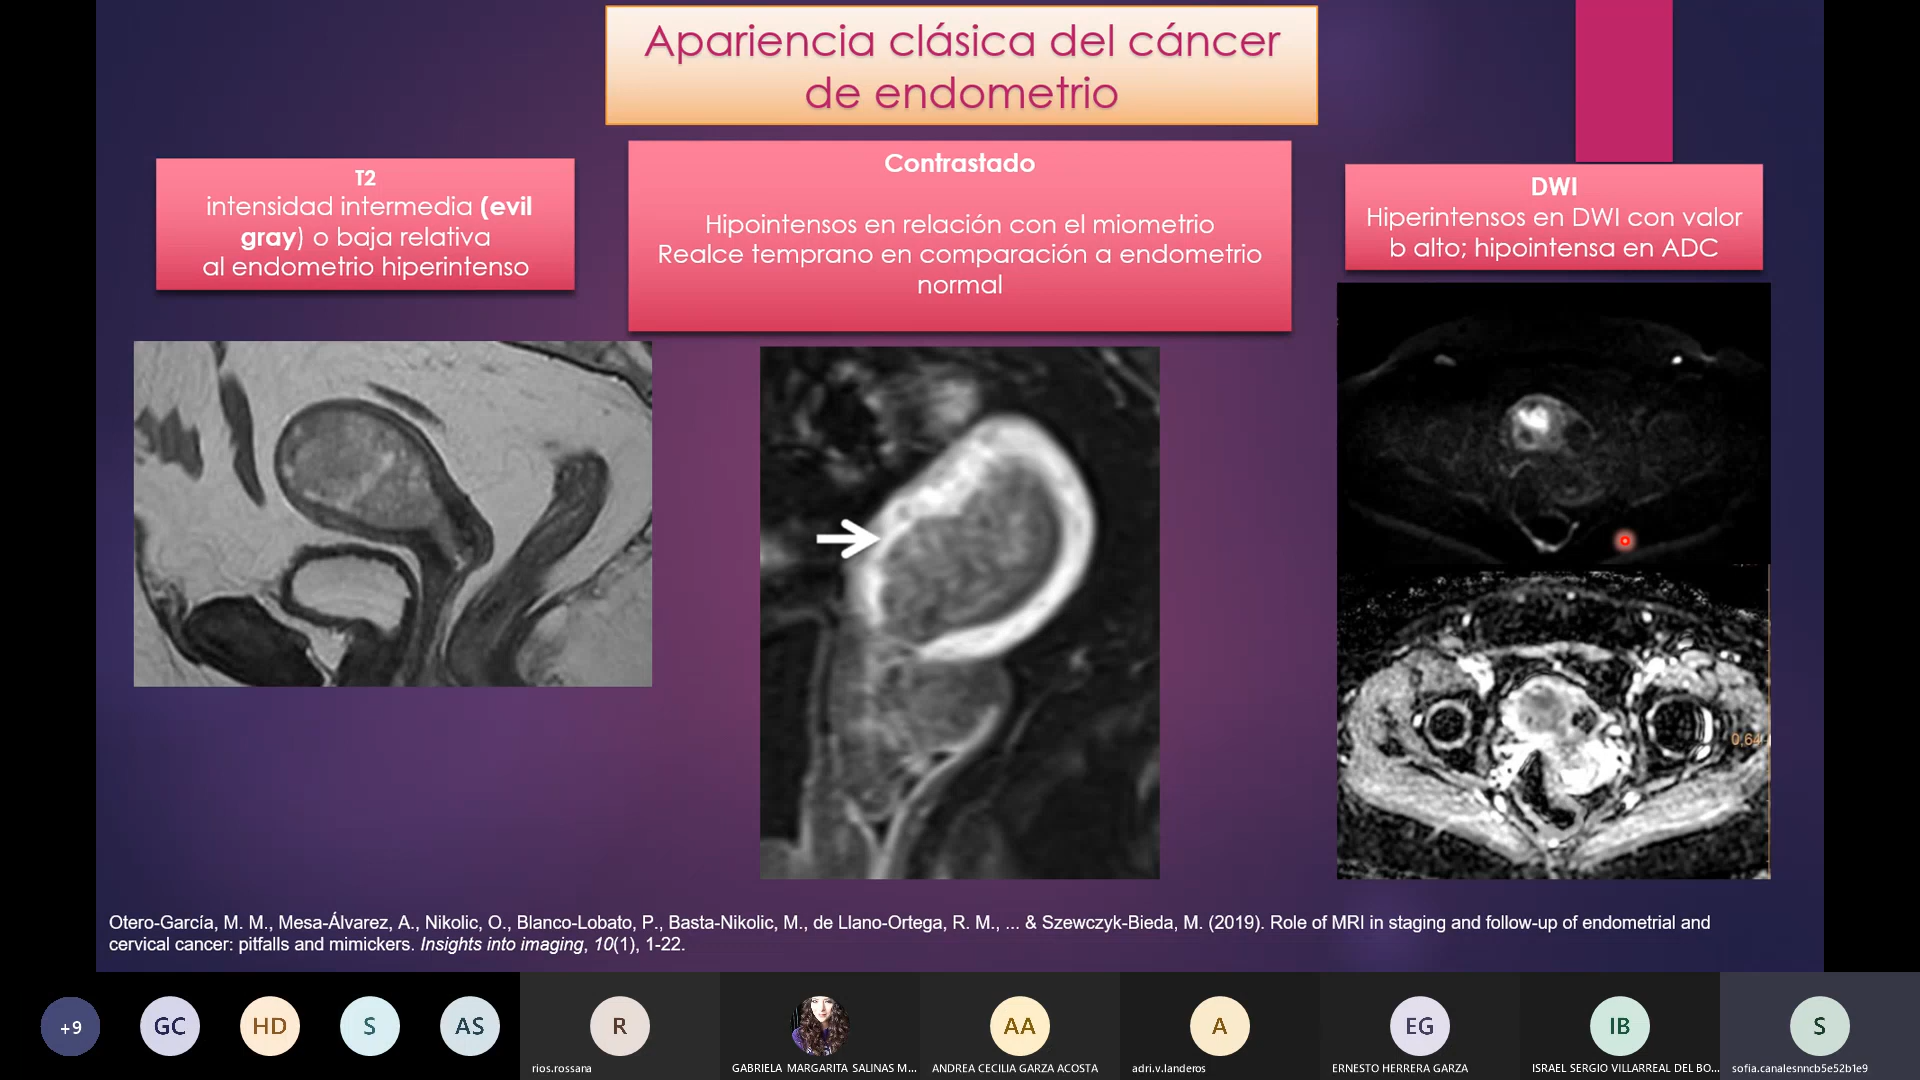 Apariencia clásica del cáncer
de endometrio
T2
intensidad intermedia (evil
gray) o baja relativa
al endometrio hiperintenso
Contrastado
Hipointensos en relación con el miometrio
Realce temprano en comparación a endometrio
normal
DWI
Hiperintensos en DWI con valor
b alto; hipointensa en ADC
0,64
Otero-García, M. M., Mesa-Álvarez, A., Nikolic, O., Blanco-Lobato, P., Basta-Nikolic, M., de Llano-Ortega, R. M., ... & Szewczyk-Bieda, M. (2019). Role of MRI in staging and follow-up of endometrial and
cervical cancer: pitfalls and mimickers. Insights into imaging, 10(1), 1-22.
+9
GC
HD
S
AS
R
AA
A
EG
IB
S
rios.rossana
GABRIELA MARGARITA SALINAS M...
ANDREA CECILIA GARZA ACOSTA
adri.v.landeros
ERNESTO HERRERA GARZA
ISRAEL SERGIO VILLARREAL DEL BO...
sofia.canalesnncb5e52b1e9